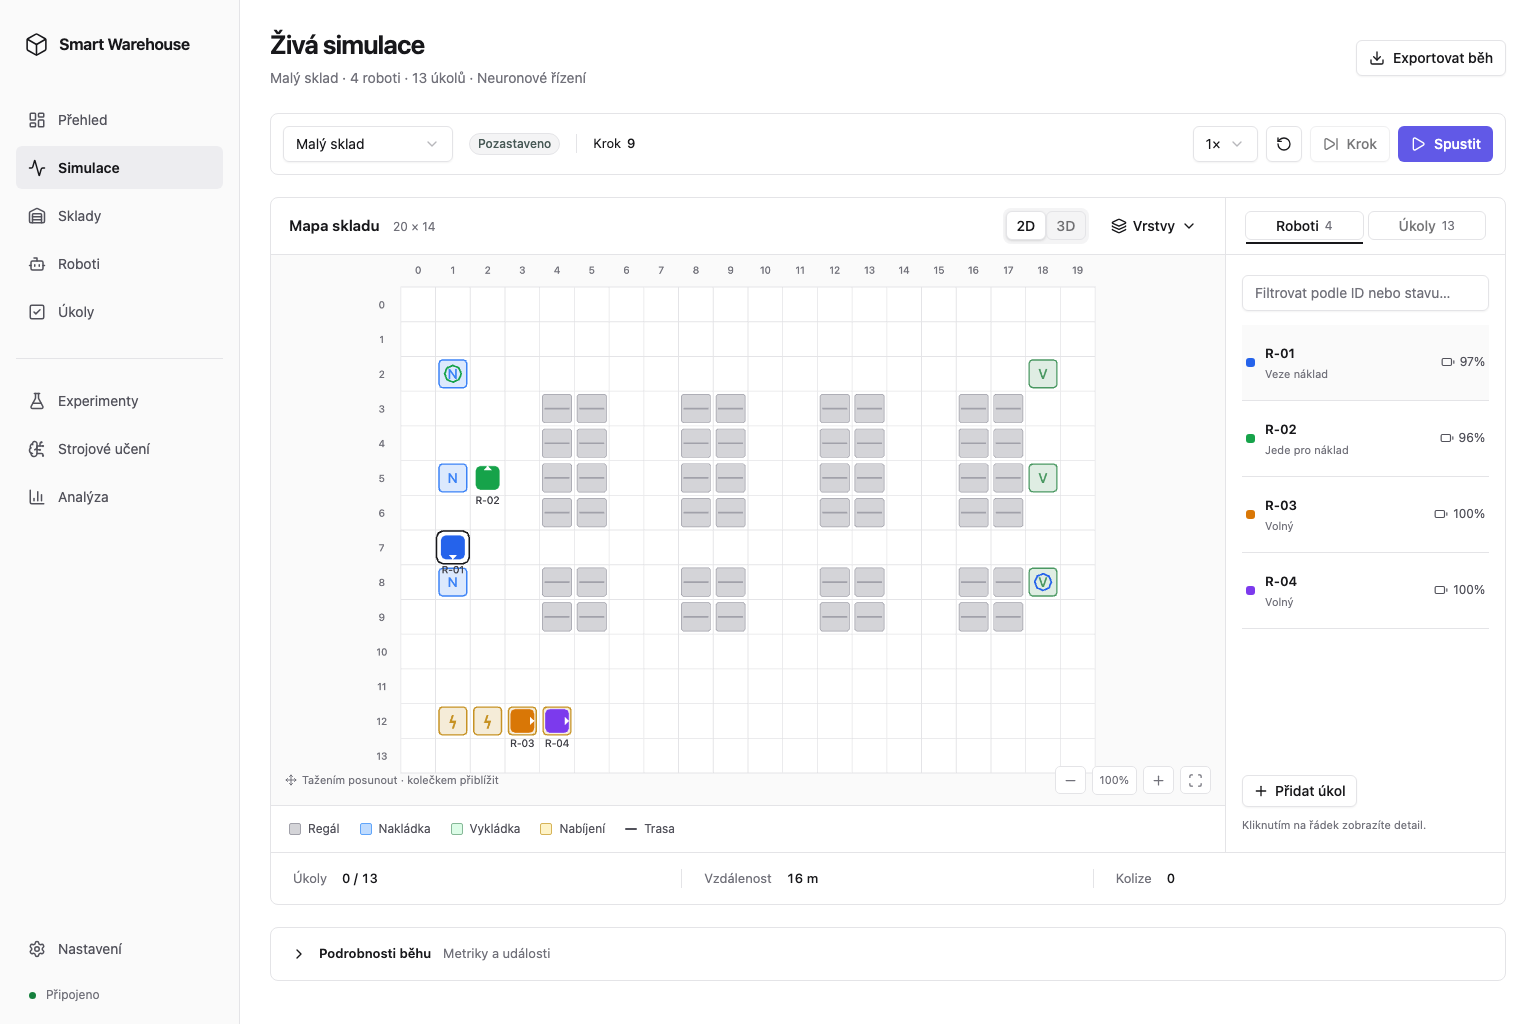 Smart Warehouse
Přehled
Simulace
Sklady
Roboti
Úkoly
Experimenty
Strojové učení
Analýza
Nastavení
Připojeno
Živá simulace
Malý sklad · 4 roboti · 13 úkolů · Neuronové řízení
Exportovat běh
Malý sklad
Pozastaveno
Krok 9
1×
Krok
Spustit
Mapa skladu 20 × 14
2D 3D
Vrstvy
0 1 2 3 4 5 6 7 8 9 10 11 12 13 14 15 16 17 18 19
0
1
2 N V
3
4
5 N V
R-02
6
7
R-01
8 N V
9
10
11
12
R-03 R-04
13
Tažením posunout · kolečkem přiblížit
100%
Regál Nakládka Vykládka Nabíjení Trasa
Roboti 4
Úkoly 13
Filtrovat podle ID nebo stavu...
R-01
Veze náklad
97%
R-02
Jede pro náklad
96%
R-03
Volný
100%
R-04
Volný
100%
Přidat úkol
Kliknutím na řádek zobrazíte detail.
Úkoly 0 / 13
Vzdálenost 16 m
Kolize 0
Podrobnosti běhu Metriky a události